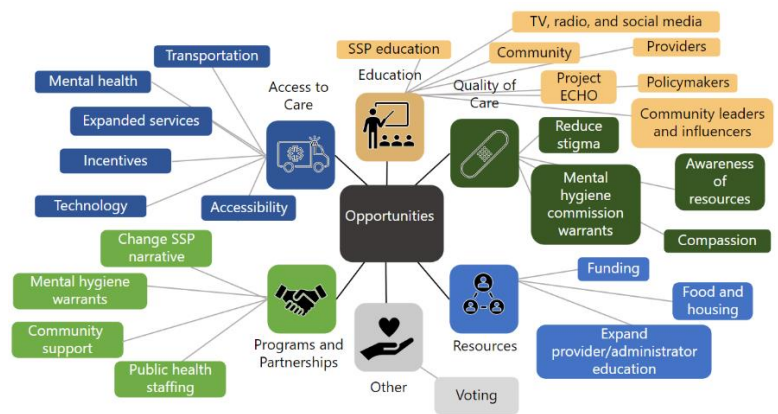 TV, radio, and social media
SSP education
Community
Providers
Transportation
Education
Access to
Care
Quality of
Care
Project
ECHO
Policymakers
Mental health
Community leaders
and influencers
Expanded services
Reduce
stigma
Incentives
Awareness of
resources
Mental
hygiene
commission
warrants
Technology
Accessibility
Opportunities
Compassion
Change SSP
narrative
Funding
Mental hygiene
warrants
Food and
housing
Community
support
Expand
provider/administrator
education
Public health
staffing
Programs and
Partnerships
Resources
Other
Voting